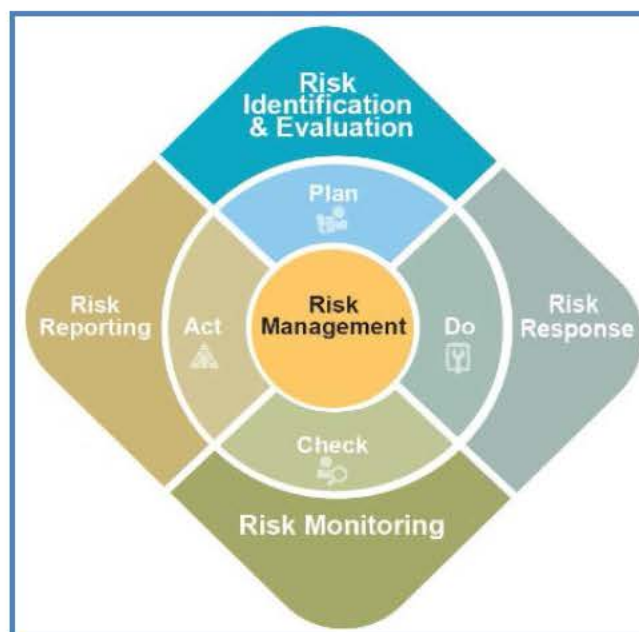 Risk
Identification
& Evaluation
Plan
Risk
Reporting
Act
Risk
Management
Do
Risk
Response
Check
Risk Monitoring